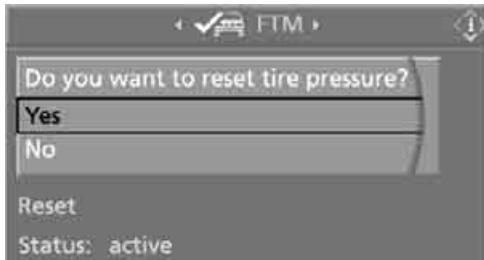 FTM
Do you want to reset tire pressure?
Yes
No
Reset
Status: active